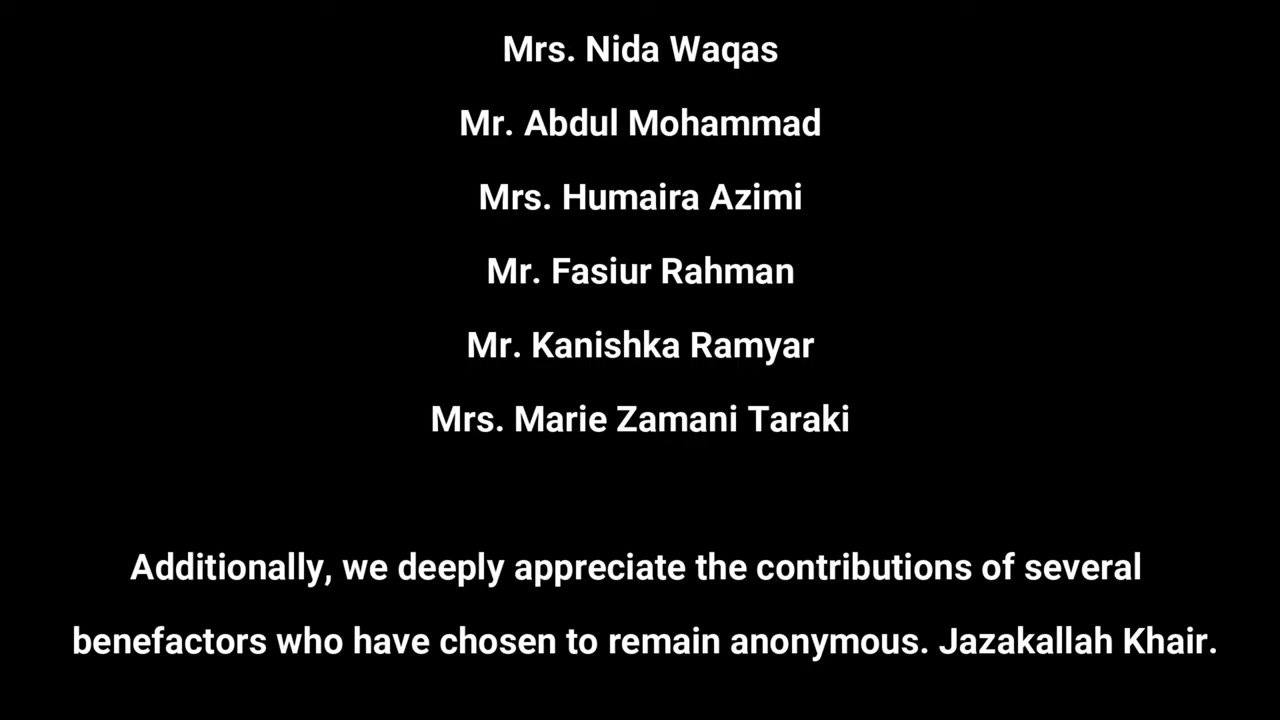 Mrs. Nida Waqas
Mr. Abdul Mohammad
Mrs. Humaira Azimi
Mr. Fasiur Rahman
Mr. Kanishka Ramyar
Mrs. Marie Zamani Taraki
Additionally, we deeply appreciate the contributions of several
benefactors who have chosen to remain anonymous. Jazakallah Khair.